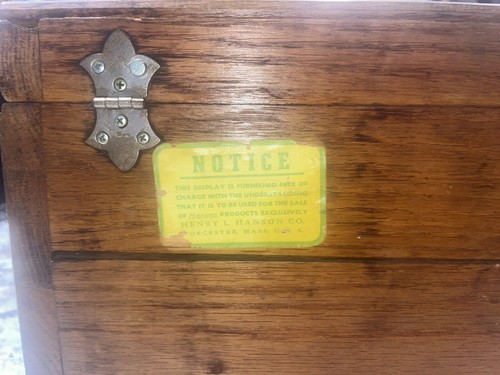 NOTICE
THIS DISPLAY IS FURNISHED FREE OF
CHARGE WITH THE UNDERSTANDING
THAT IT IS TO BE USED FOR THE SALE
OF Hanson PRODUCTS EXCLUSIVELY
HENRY L. HANSON CO.
WORCESTER, MASS. U. S. A.